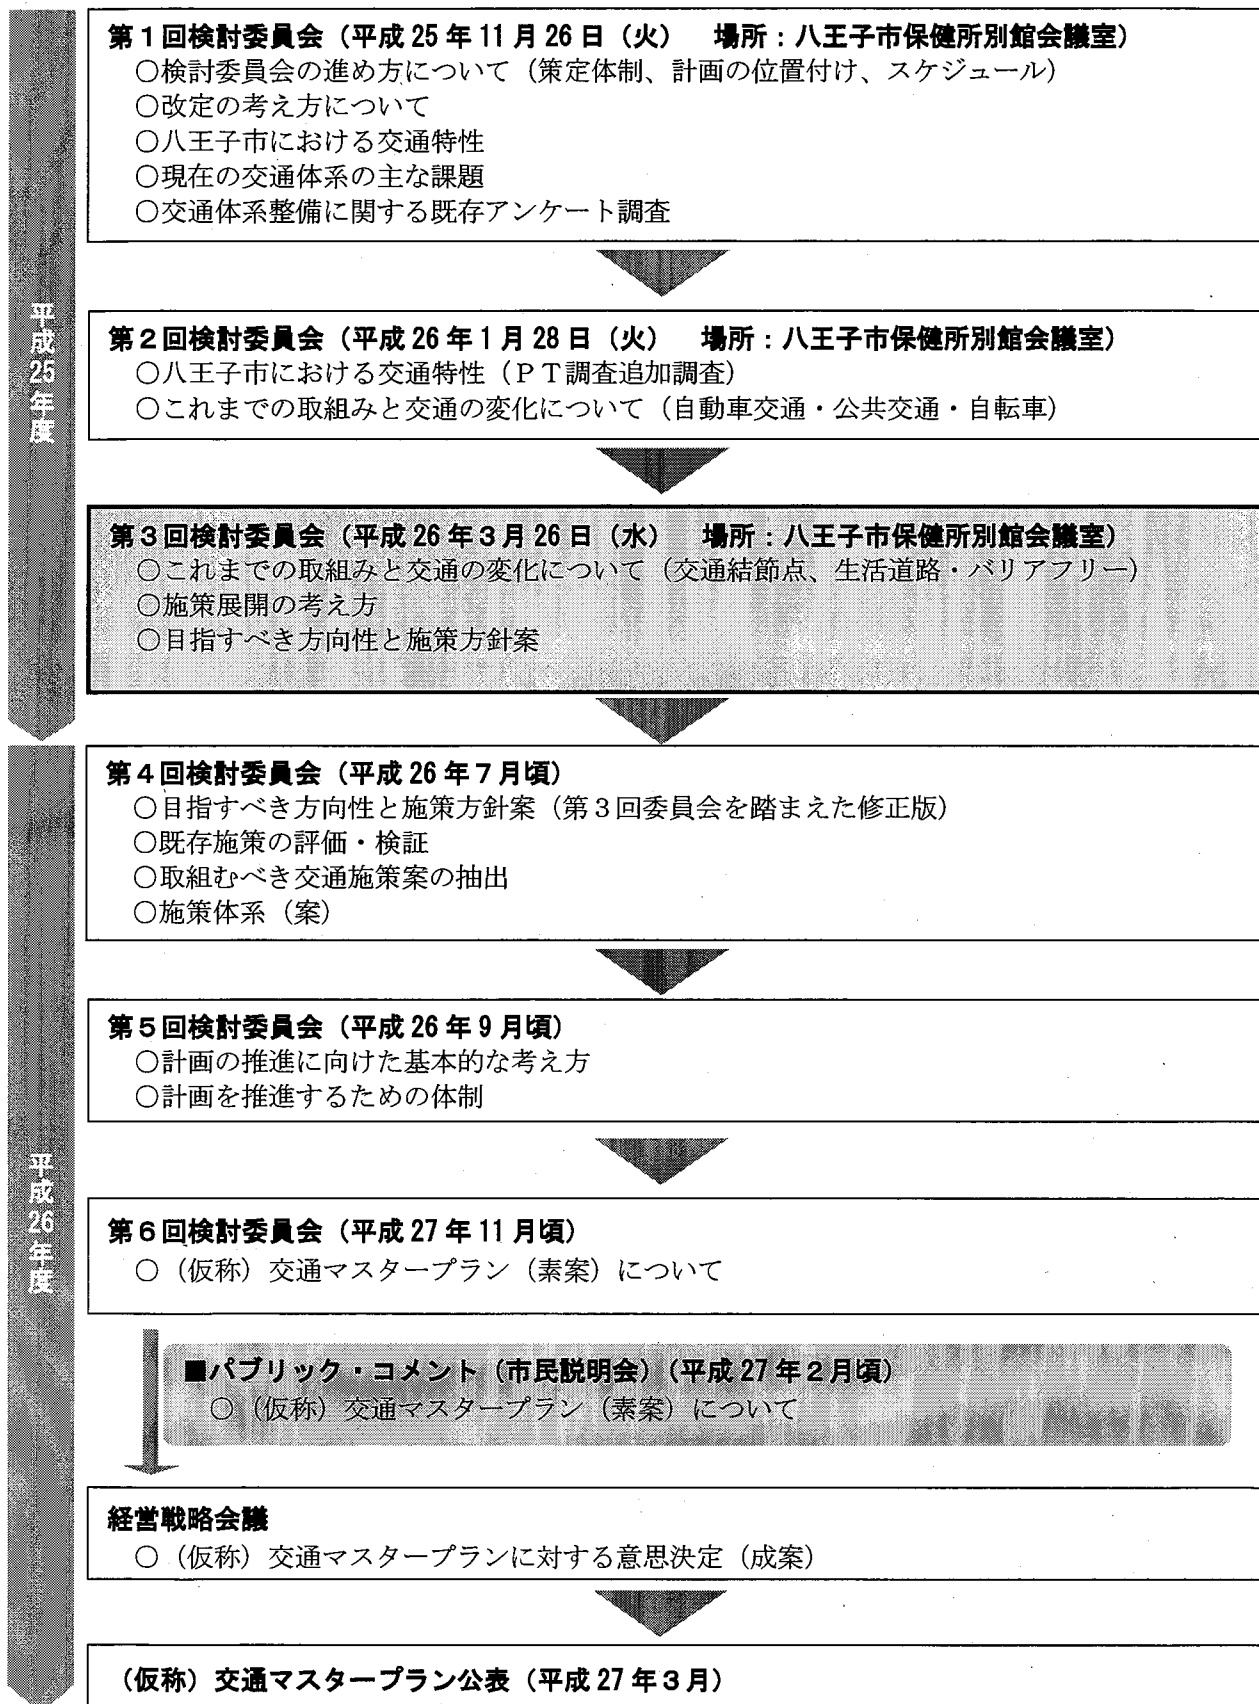 平成25年度
第1回検討委員会（平成25年11月26日（火）　場所：八王子市保健所別館会議室）
○検討委員会の進め方について（策定体制、計画の位置付け、スケジュール）
○改定の考え方について
○八王子市における交通特性
○現在の交通体系の主な課題
○交通体系整備に関する既存アンケート調査
第2回検討委員会（平成26年1月28日（火）　場所：八王子市保健所別館会議室）
○八王子市における交通特性（PT調査追加調査）
○これまでの取組みと交通の変化について（自動車交通・公共交通・自転車）
第3回検討委員会（平成26年3月26日（水）　場所：八王子市保健所別館会議室）
○これまでの取組みと交通の変化について（交通結節点、生活道路・バリアフリー）
○施策展開の考え方
○目指すべき方向性と施策方針案
平成26年度
第4回検討委員会（平成26年7月頃）
○目指すべき方向性と施策方針案（第3回委員会を踏まえた修正版）
○既存施策の評価・検証
○取組むべき交通施策案の抽出
○施策体系（案）
第5回検討委員会（平成26年9月頃）
○計画の推進に向けた基本的な考え方
○計画を推進するための体制
第6回検討委員会（平成27年11月頃）
○（仮称）交通マスタープラン（素案）について
■パブリック・コメント（市民説明会）（平成27年2月頃）
○（仮称）交通マスタープラン（素案）について
経営戦略会議
○（仮称）交通マスタープランに対する意思決定（成案）
（仮称）交通マスタープラン公表（平成27年3月）